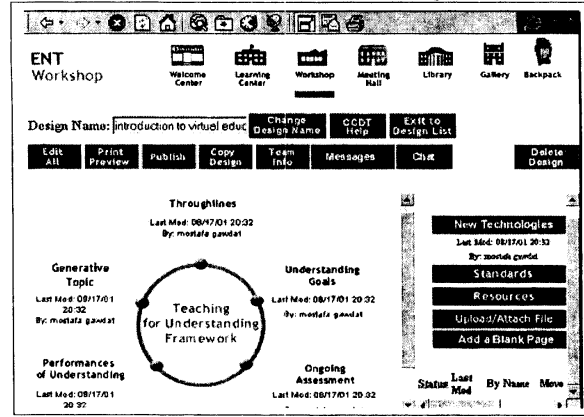 ENT
Workshop
Welcome
Center
Learning
Center
Workshop
Meeting
Hall
Library
Gallery
Backpack
Design Name: introduction to virtual educ
Change
Design Name
CCDT
Help
Exit to
Design List
Edit
All
Print
Preview
Publish
Copy
Design
Team
Info
Messages
Chat
Delete
Design
Throughlines
Last Mod: 08/17/01 20:32
By: mostafa gawdat
Generative
Topic
Last Mod: 08/17/01
20:32
By: mostafa gawdat
Understanding
Goals
Last Mod: 08/17/01 20:32
By: mostafa gawdat
Teaching
for Understanding
Framework
Performances
of Understanding
Last Mod: 08/17/01
20:32
Ongoing
Assessment
Last Mod: 08/17/01 20:32
New Technologies
Last Mod: 08/17/01 20:32
By: mostafa gawdat
Standards
Resources
Upload/Attach File
Add a Blank Page
Status Last
Mod By Name Move